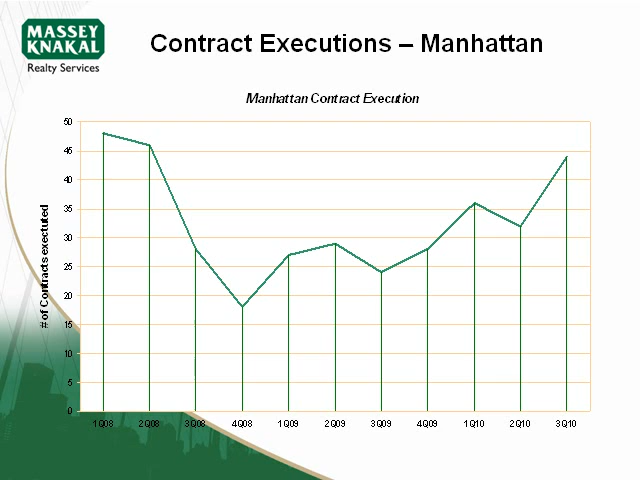 MASSEY
KNAKAL
Realty Services
Contract Executions – Manhattan
Manhattan Contract Execution
# of Contracts exectuted
50
45
40
35
30
25
20
15
10
5
0
1Q08 2Q08 3Q08 4Q08 1Q09 2Q09 3Q09 4Q09 1Q10 2Q10 3Q10